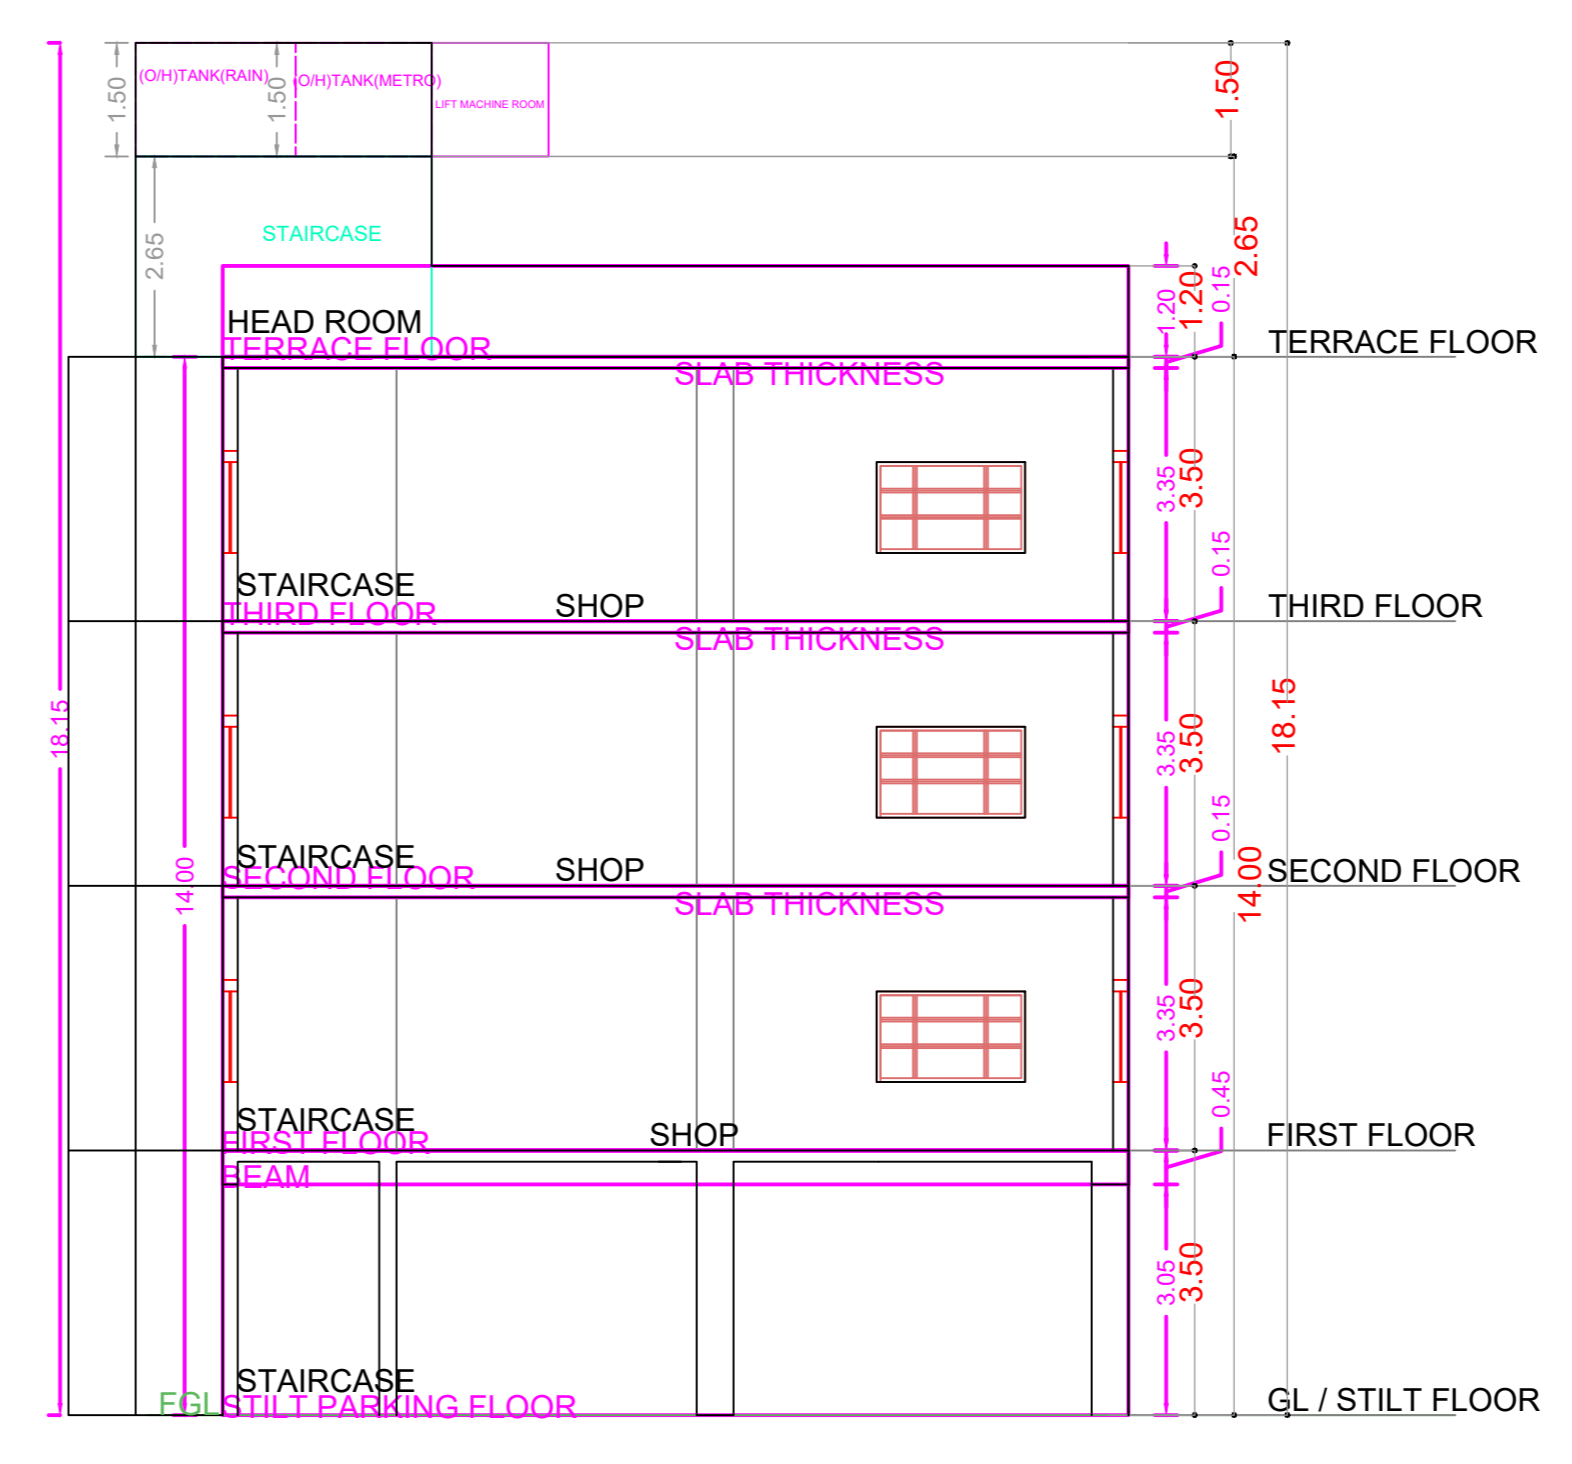 (O/H)TANK(RAIN)
(O/H)TANK(METRO)
LIFT MACHINE ROOM
1.50
1.50
1.50
STAIRCASE
2.65
2.65
1.20
1.20
0.15
HEAD ROOM
TERRACE FLOOR
TERRACE FLOOR
SLAB THICKNESS
3.35
3.50
0.15
STAIRCASE
SHOP
THIRD FLOOR
THIRD FLOOR
SLAB THICKNESS
18.15
18.15
3.35
3.50
0.15
STAIRCASE
SHOP
SECOND FLOOR
SECOND FLOOR
14.00
14.00
SLAB THICKNESS
3.35
3.50
0.45
STAIRCASE
SHOP
FIRST FLOOR
FIRST FLOOR
BEAM
3.05
3.50
STAIRCASE
FGL
STILT PARKING FLOOR
GL / STILT FLOOR